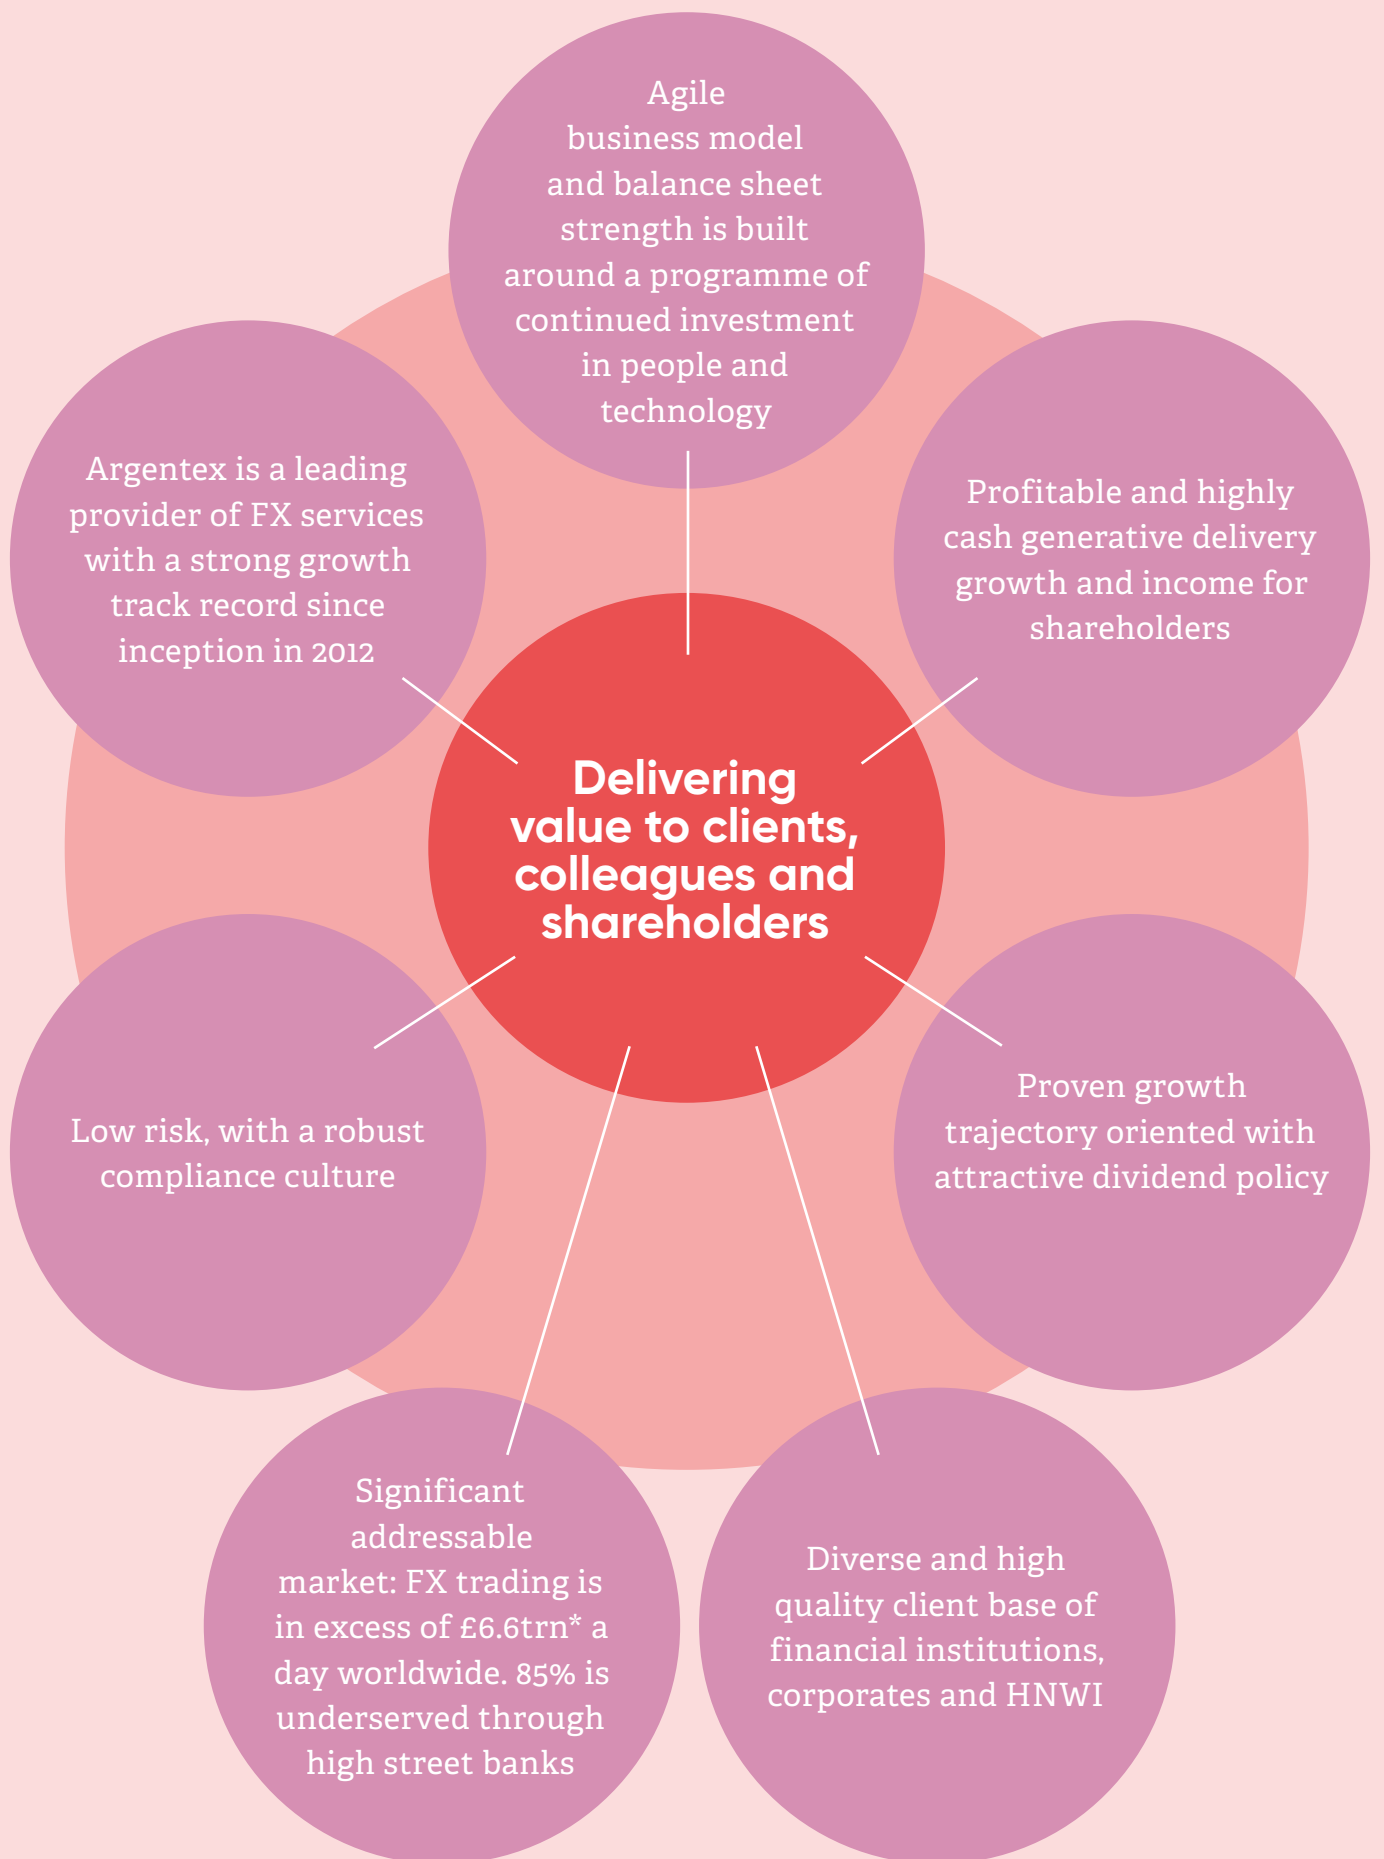 Agile
business model
and balance sheet
strength is built
around a programme of
continued investment
in people and
technology
Argentex is a leading
provider of FX services
with a strong growth
track record since
inception in 2012
Profitable and highly
cash generative delivery
growth and income for
shareholders
Delivering
value to clients,
colleagues and
shareholders
Low risk, with a robust
compliance culture
Proven growth
trajectory oriented with
attractive dividend policy
Significant
addressable
market: FX trading is
in excess of £6.6trn* a
day worldwide. 85% is
underserved through
high street banks
Diverse and high
quality client base of
financial institutions,
corporates and HNWI